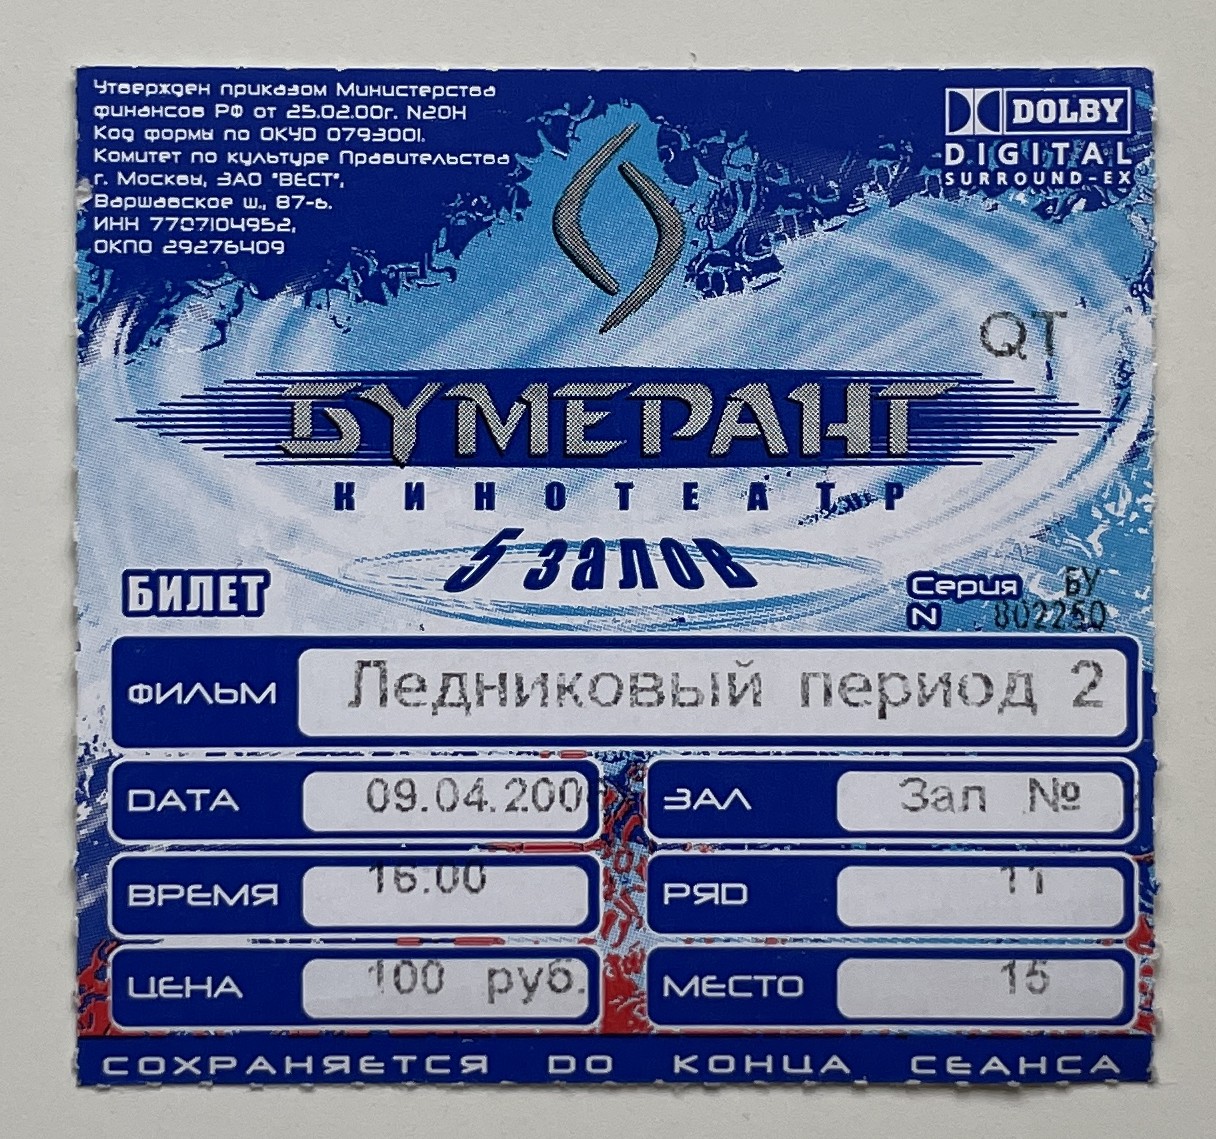 Утвержден приказом Министерства
финансов РФ от 25.02.00г. N20Н
Код формы по ОКУД 0793001.
Комитет по культуре Правительства
г. Москвы, ЗАО "ВЕСТ",
Варшавское ш., 87-б.
ИНН 7707104952,
ОКПО 29276409
DOLBY
DIGITAL
SURROUND-EX
QT
БУМЕРАНГ
КИНОТЕАТР
5 залов
БИЛЕТ
Серия БУ
N 802250
ФИЛЬМ Ледниковый период 2
ДАТА 09.04.200
ЗАЛ Зал №
ВРЕМЯ 16:00
РЯД 11
ЦЕНА 100 руб.
МЕСТО 15
СОХРАНЯЕТСЯ ДО КОНЦА СЕАНСА